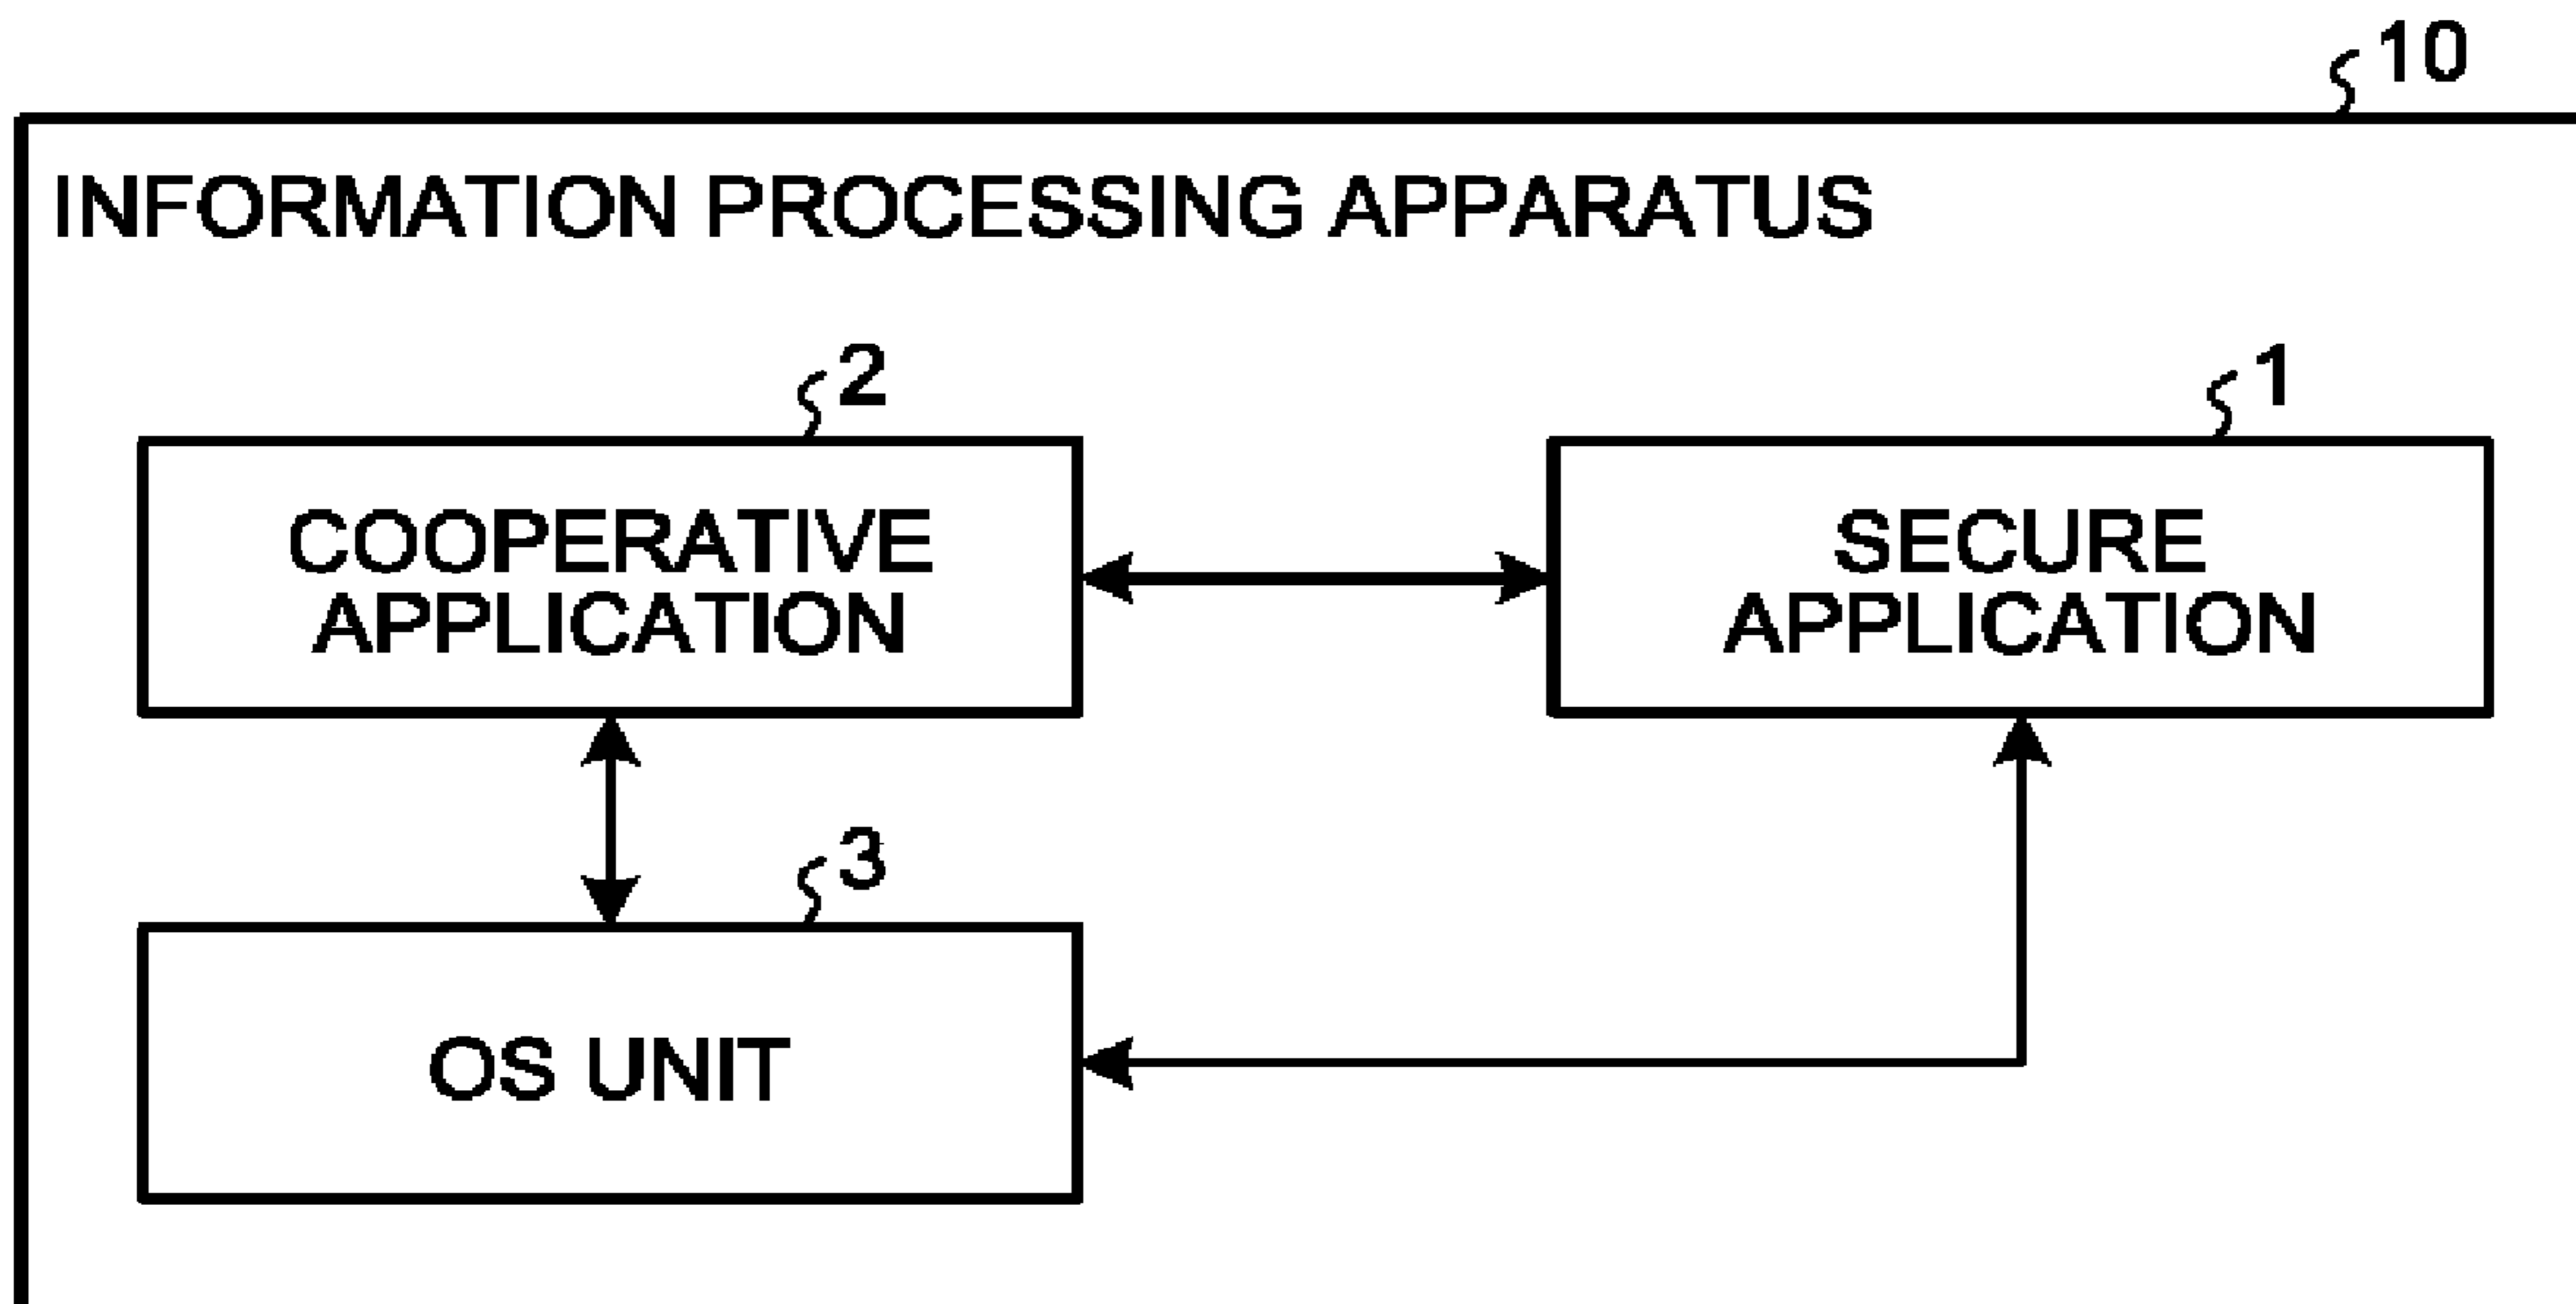 10
INFORMATION PROCESSING APPARATUS
2
1
COOPERATIVE
APPLICATION
SECURE
APPLICATION
3
OS UNIT